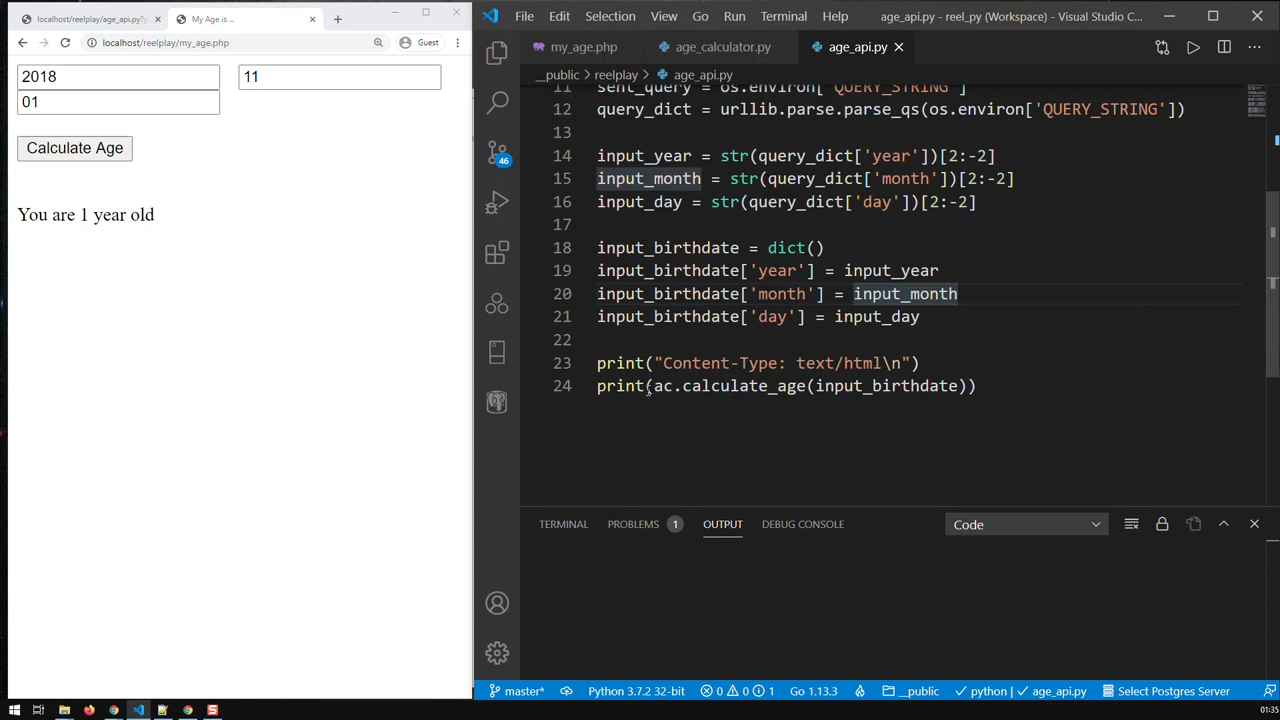 localhost/reelplay/age_api.py?y
My Age is ...
localhost/reelplay/my_age.php
Guest
2018
11
01
Calculate Age
You are 1 year old
File Edit Selection View Go Run Terminal Help
age_api.py - reel_py (Workspace) - Visual Studio C...
my_age.php
age_calculator.py
age_api.py
__public > reelplay > age_api.py
11 sent_query = os.environ['QUERY_STRING']
12 query_dict = urllib.parse.parse_qs(os.environ['QUERY_STRING'])
13
14 input_year = str(query_dict['year'])[2:-2]
15 input_month = str(query_dict['month'])[2:-2]
16 input_day = str(query_dict['day'])[2:-2]
17
18 input_birthdate = dict()
19 input_birthdate['year'] = input_year
20 input_birthdate['month'] = input_month
21 input_birthdate['day'] = input_day
22
23 print("Content-Type: text/html\n")
24 print(ac.calculate_age(input_birthdate))
46
TERMINAL PROBLEMS 1 OUTPUT DEBUG CONSOLE
Code
master* Python 3.7.2 32-bit 0 0 1 Go 1.13.3 __public python | age_api.py Select Postgres Server
01:35